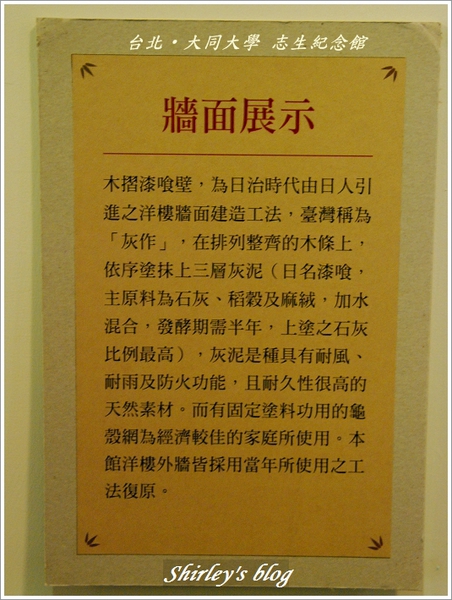 台北·大同大學 志生紀念館
牆面展示
木摺漆喰壁，為日治時代由日人引
進之洋樓牆面建造工法，臺灣稱為
「灰作」，在排列整齊的木條上，
依序塗抹上三層灰泥（日名漆喰，
主原料為石灰、稻穀及麻絨，加水
混合，發酵期需半年，上塗之石灰
比例最高），灰泥是種具有耐風、
耐雨及防火功能，且耐久性很高的
天然素材。而有固定塗料功用的龜
殼網為經濟較佳的家庭所使用。本
館洋樓外牆皆採用當年所使用之工
法復原。
Shirley's blog